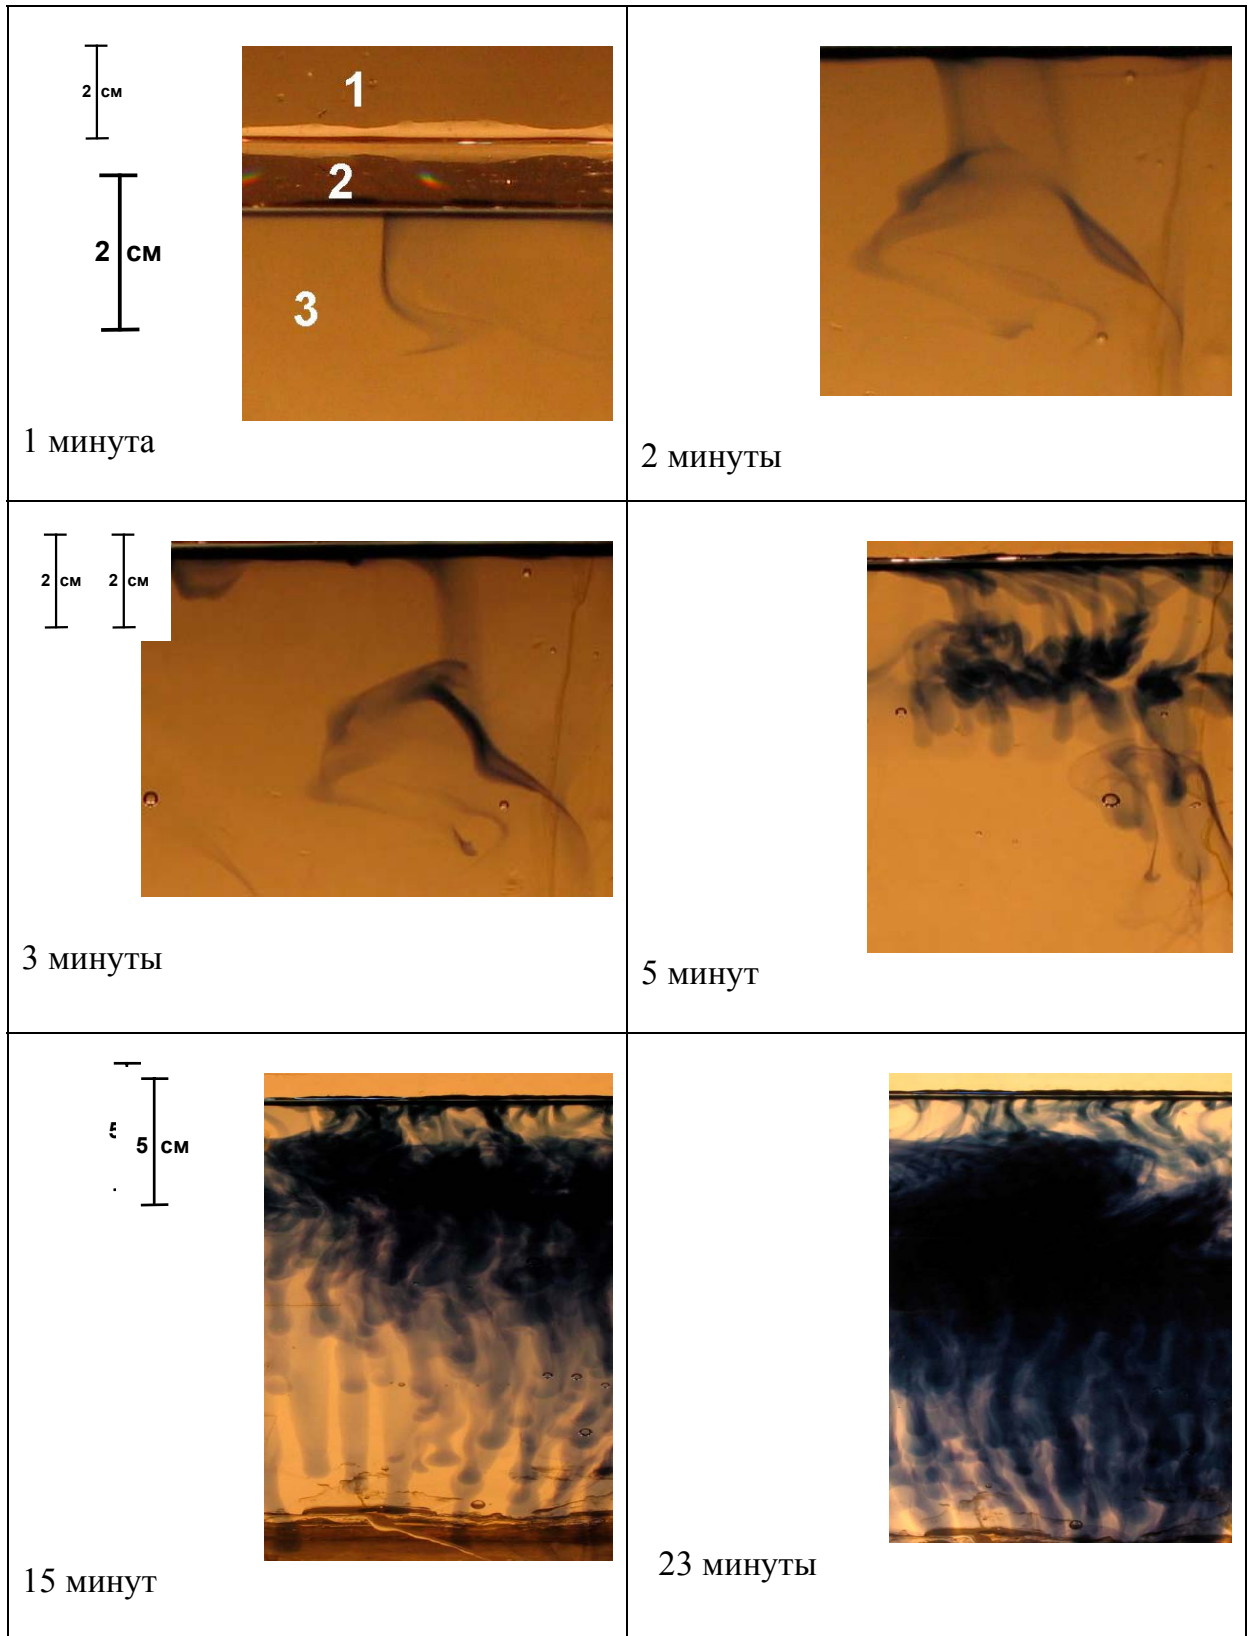 2 см
1
2
2 см
3
1 минута
2 минуты
2 см 2 см
3 минуты
5 минут
5 см
15 минут
23 минуты